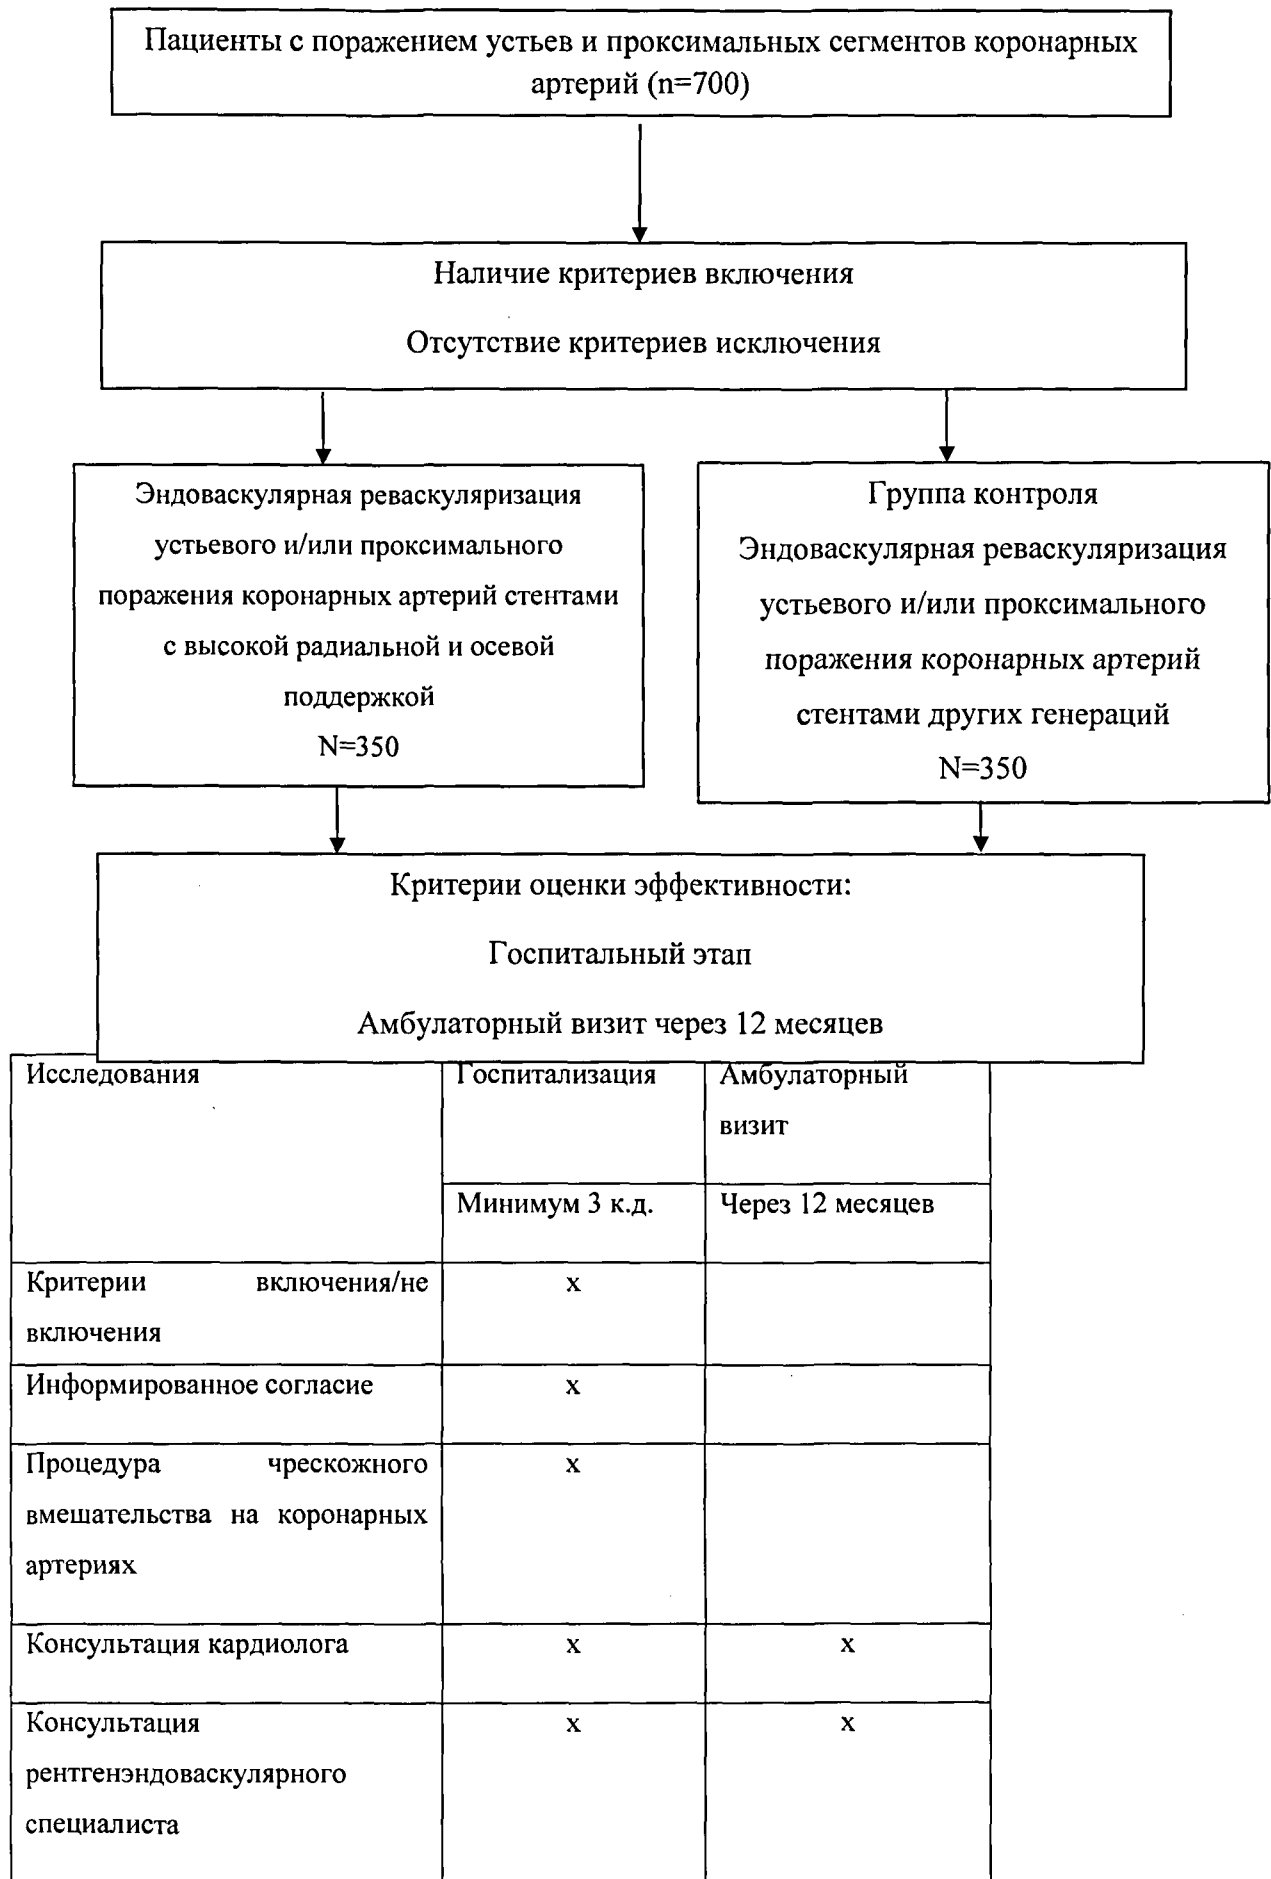 Пациенты с поражением устьев и проксимальных сегментов коронарных
артерий (n=700)
Наличие критериев включения
Отсутствие критериев исключения
Эндоваскулярная реваскуляризация
устьевого и/или проксимального
поражения коронарных артерий стентами
с высокой радиальной и осевой
поддержкой
N=350
Группа контроля
Эндоваскулярная реваскуляризация
устьевого и/или проксимального
поражения коронарных артерий
стентами других генераций
N=350
Критерии оценки эффективности:
Госпитальный этап
Амбулаторный визит через 12 месяцев
Исследования
Госпитализация
Амбулаторный
визит
Минимум 3 к.д.
Через 12 месяцев
Критерии включения/не
включения
х
Информированное согласие
х
Процедура чрескожного
вмешательства на коронарных
артериях
х
Консультация кардиолога
х
х
Консультация
рентгенэндоваскулярного
специалиста
х
х